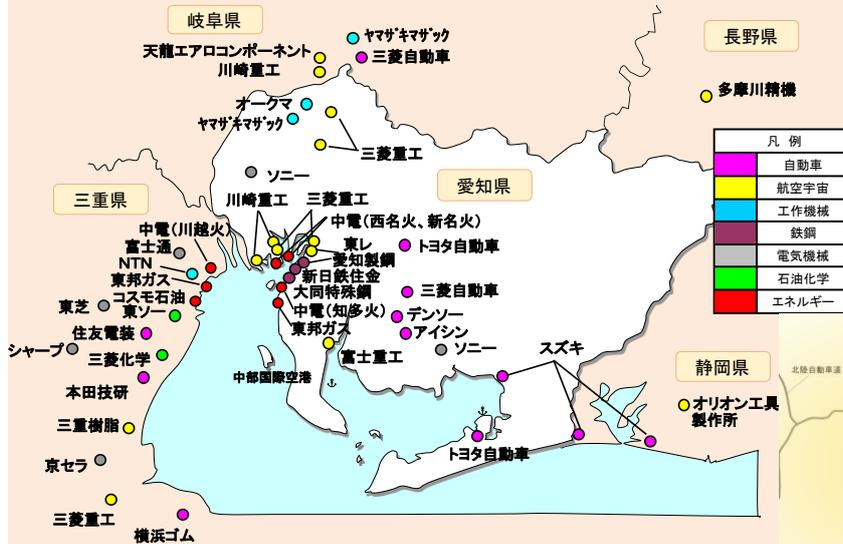 岐阜県
ﾔﾏｻﾞｷﾏｻﾞｯｸ
天龍エアロコンポーネント
三菱自動車
川崎重工
長野県
多摩川精機
オークマ
ﾔﾏｻﾞｷﾏｻﾞｯｸ
三菱重工
ソニー
愛知県
凡 例
自動車
航空宇宙
工作機械
鉄鋼
電気機械
石油化学
エネルギー
三重県
川崎重工
三菱重工
中電(西名火、新名火)
中電(川越火)
富士通
NTN
東邦ガス
コスモ石油
東芝
東ソー
住友電装
シャープ
三菱化学
本田技研
三重樹脂
京セラ
三菱重工
横浜ゴム
東レ
愛知製鋼
新日鉄住金
大同特殊鋼
中電(知多火)
東邦ガス
トヨタ自動車
三菱自動車
デンソー
アイシン
富士重工
ソニー
中部国際空港
スズキ
トヨタ自動車
静岡県
オリオン工具
製作所
北陸自動車道